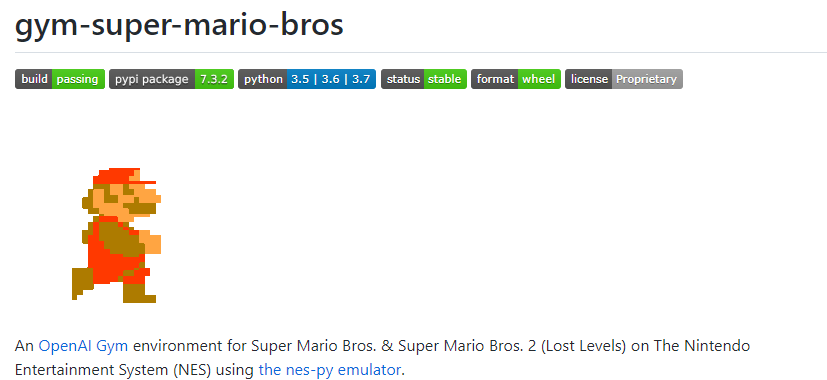 gym-super-mario-bros
build passing pypi package 7.3.2 python 3.5 | 3.6 | 3.7 status stable format wheel license Proprietary
An OpenAI Gym environment for Super Mario Bros. & Super Mario Bros. 2 (Lost Levels) on The Nintendo
Entertainment System (NES) using the nes-py emulator.